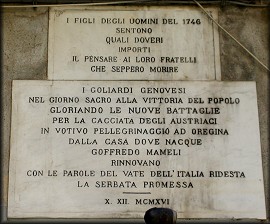 I FIGLI DEGLI UOMINI DEL 1746
SENTONO
QUALI DOVERI
IMPORTI
IL PENSARE AI LORO FRATELLI
CHE SEPPERO MORIRE
I GOLIARDI GENOVESI
NEL GIORNO SACRO ALLA VITTORIA DEL POPOLO
GLORIANDO LE NUOVE BATTAGLIE
PER LA CACCIATA DEGLI AUSTRIACI
IN VOTIVO PELLEGRINAGGIO AD OREGINA
DALLA CASA DOVE NACQUE
GOFFREDO MAMELI
RINNOVANO
CON LE PAROLE DEL VATE DELL'ITALIA RIDESTA
LA SERBATA PROMESSA
X. XII. MCMXVI